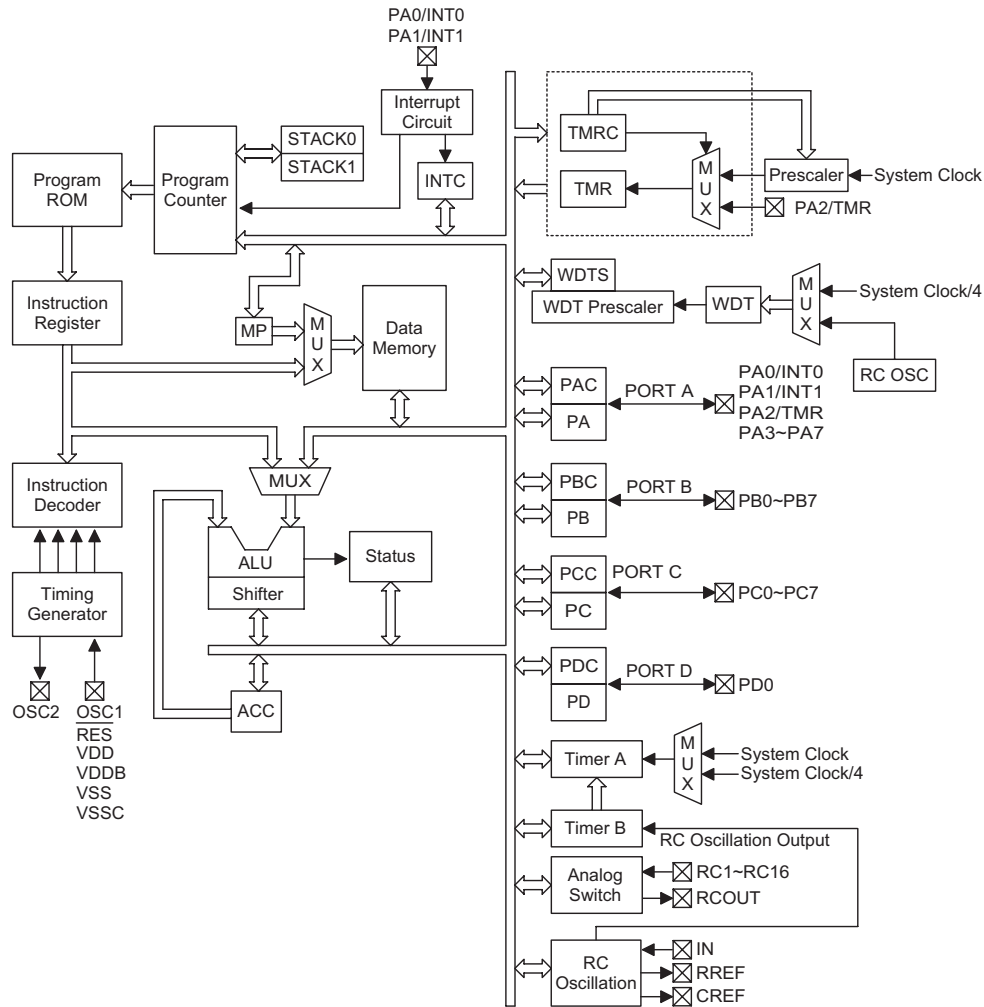 PA0/INT0
PA1/INT1
Interrupt
Circuit
STACK0
STACK1
INTC
Program
ROM
Program
Counter
Instruction
Register
MP
M
U
X
Data
Memory
MUX
Instruction
Decoder
ALU
Shifter
Status
Timing
Generator
ACC
OSC2
OSC1
RES
VDD
VDDB
VSS
VSSC
TMRC
TMR
M
U
X
Prescaler
System Clock
PA2/TMR
WDTS
WDT Prescaler
WDT
M
U
X
System Clock/4
RC OSC
PAC
PA
PORT A
PA0/INT0
PA1/INT1
PA2/TMR
PA3~PA7
PBC
PB
PORT B
PB0~PB7
PCC
PC
PORT C
PC0~PC7
PDC
PD
PORT D
PD0
Timer A
M
U
X
System Clock
System Clock/4
Timer B
RC Oscillation Output
Analog
Switch
RC1~RC16
RCOUT
RC
Oscillation
IN
RREF
CREF